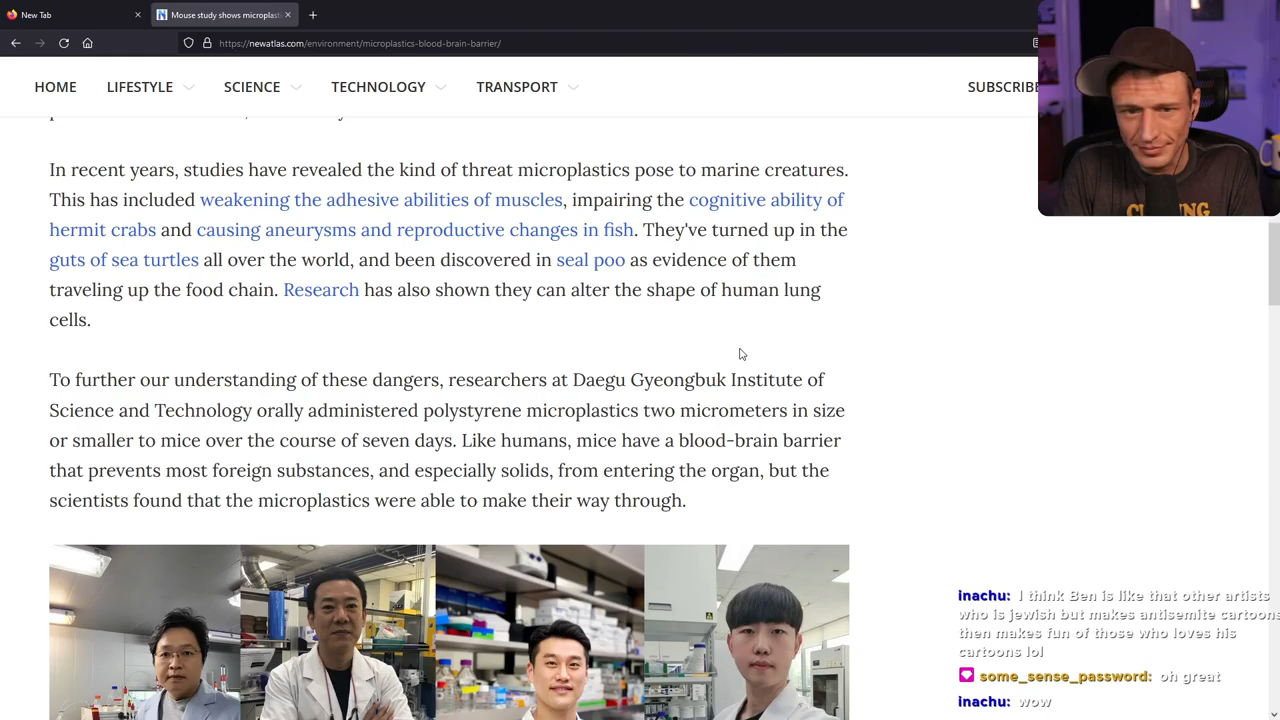 New Tab
Mouse study shows microplast
https://newatlas.com/environment/microplastics-blood-brain-barrier/
HOME LIFESTYLE SCIENCE TECHNOLOGY TRANSPORT SUBSCRIBE
In recent years, studies have revealed the kind of threat microplastics pose to marine creatures.
This has included weakening the adhesive abilities of muscles, impairing the cognitive ability of
hermit crabs and causing aneurysms and reproductive changes in fish. They've turned up in the
guts of sea turtles all over the world, and been discovered in seal poo as evidence of them
traveling up the food chain. Research has also shown they can alter the shape of human lung
cells.
To further our understanding of these dangers, researchers at Daegu Gyeongbuk Institute of
Science and Technology orally administered polystyrene microplastics two micrometers in size
or smaller to mice over the course of seven days. Like humans, mice have a blood-brain barrier
that prevents most foreign substances, and especially solids, from entering the organ, but the
scientists found that the microplastics were able to make their way through.
inachu: I think Ben is like that other artists
who is jewish but makes antisemite cartoons
then makes fun of those who loves his
cartoons lol
some_sense_password: oh great
inachu: wow